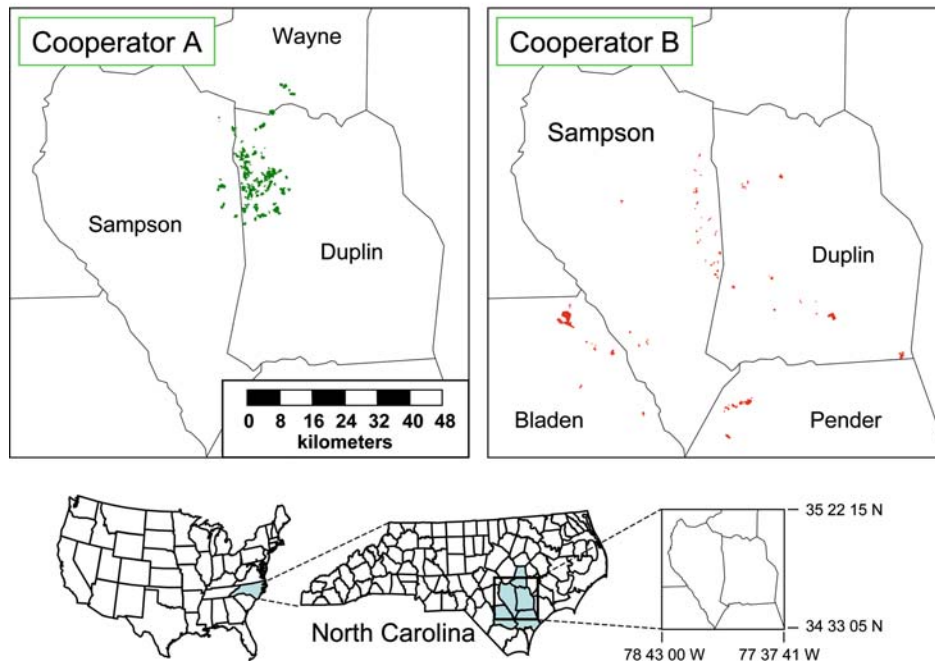 Cooperator A
Wayne
Sampson
Duplin
0 8 16 24 32 40 48
kilometers
Cooperator B
Sampson
Duplin
Bladen
Pender
North Carolina
35 22 15 N
34 33 05 N
78 43 00 W 77 37 41 W